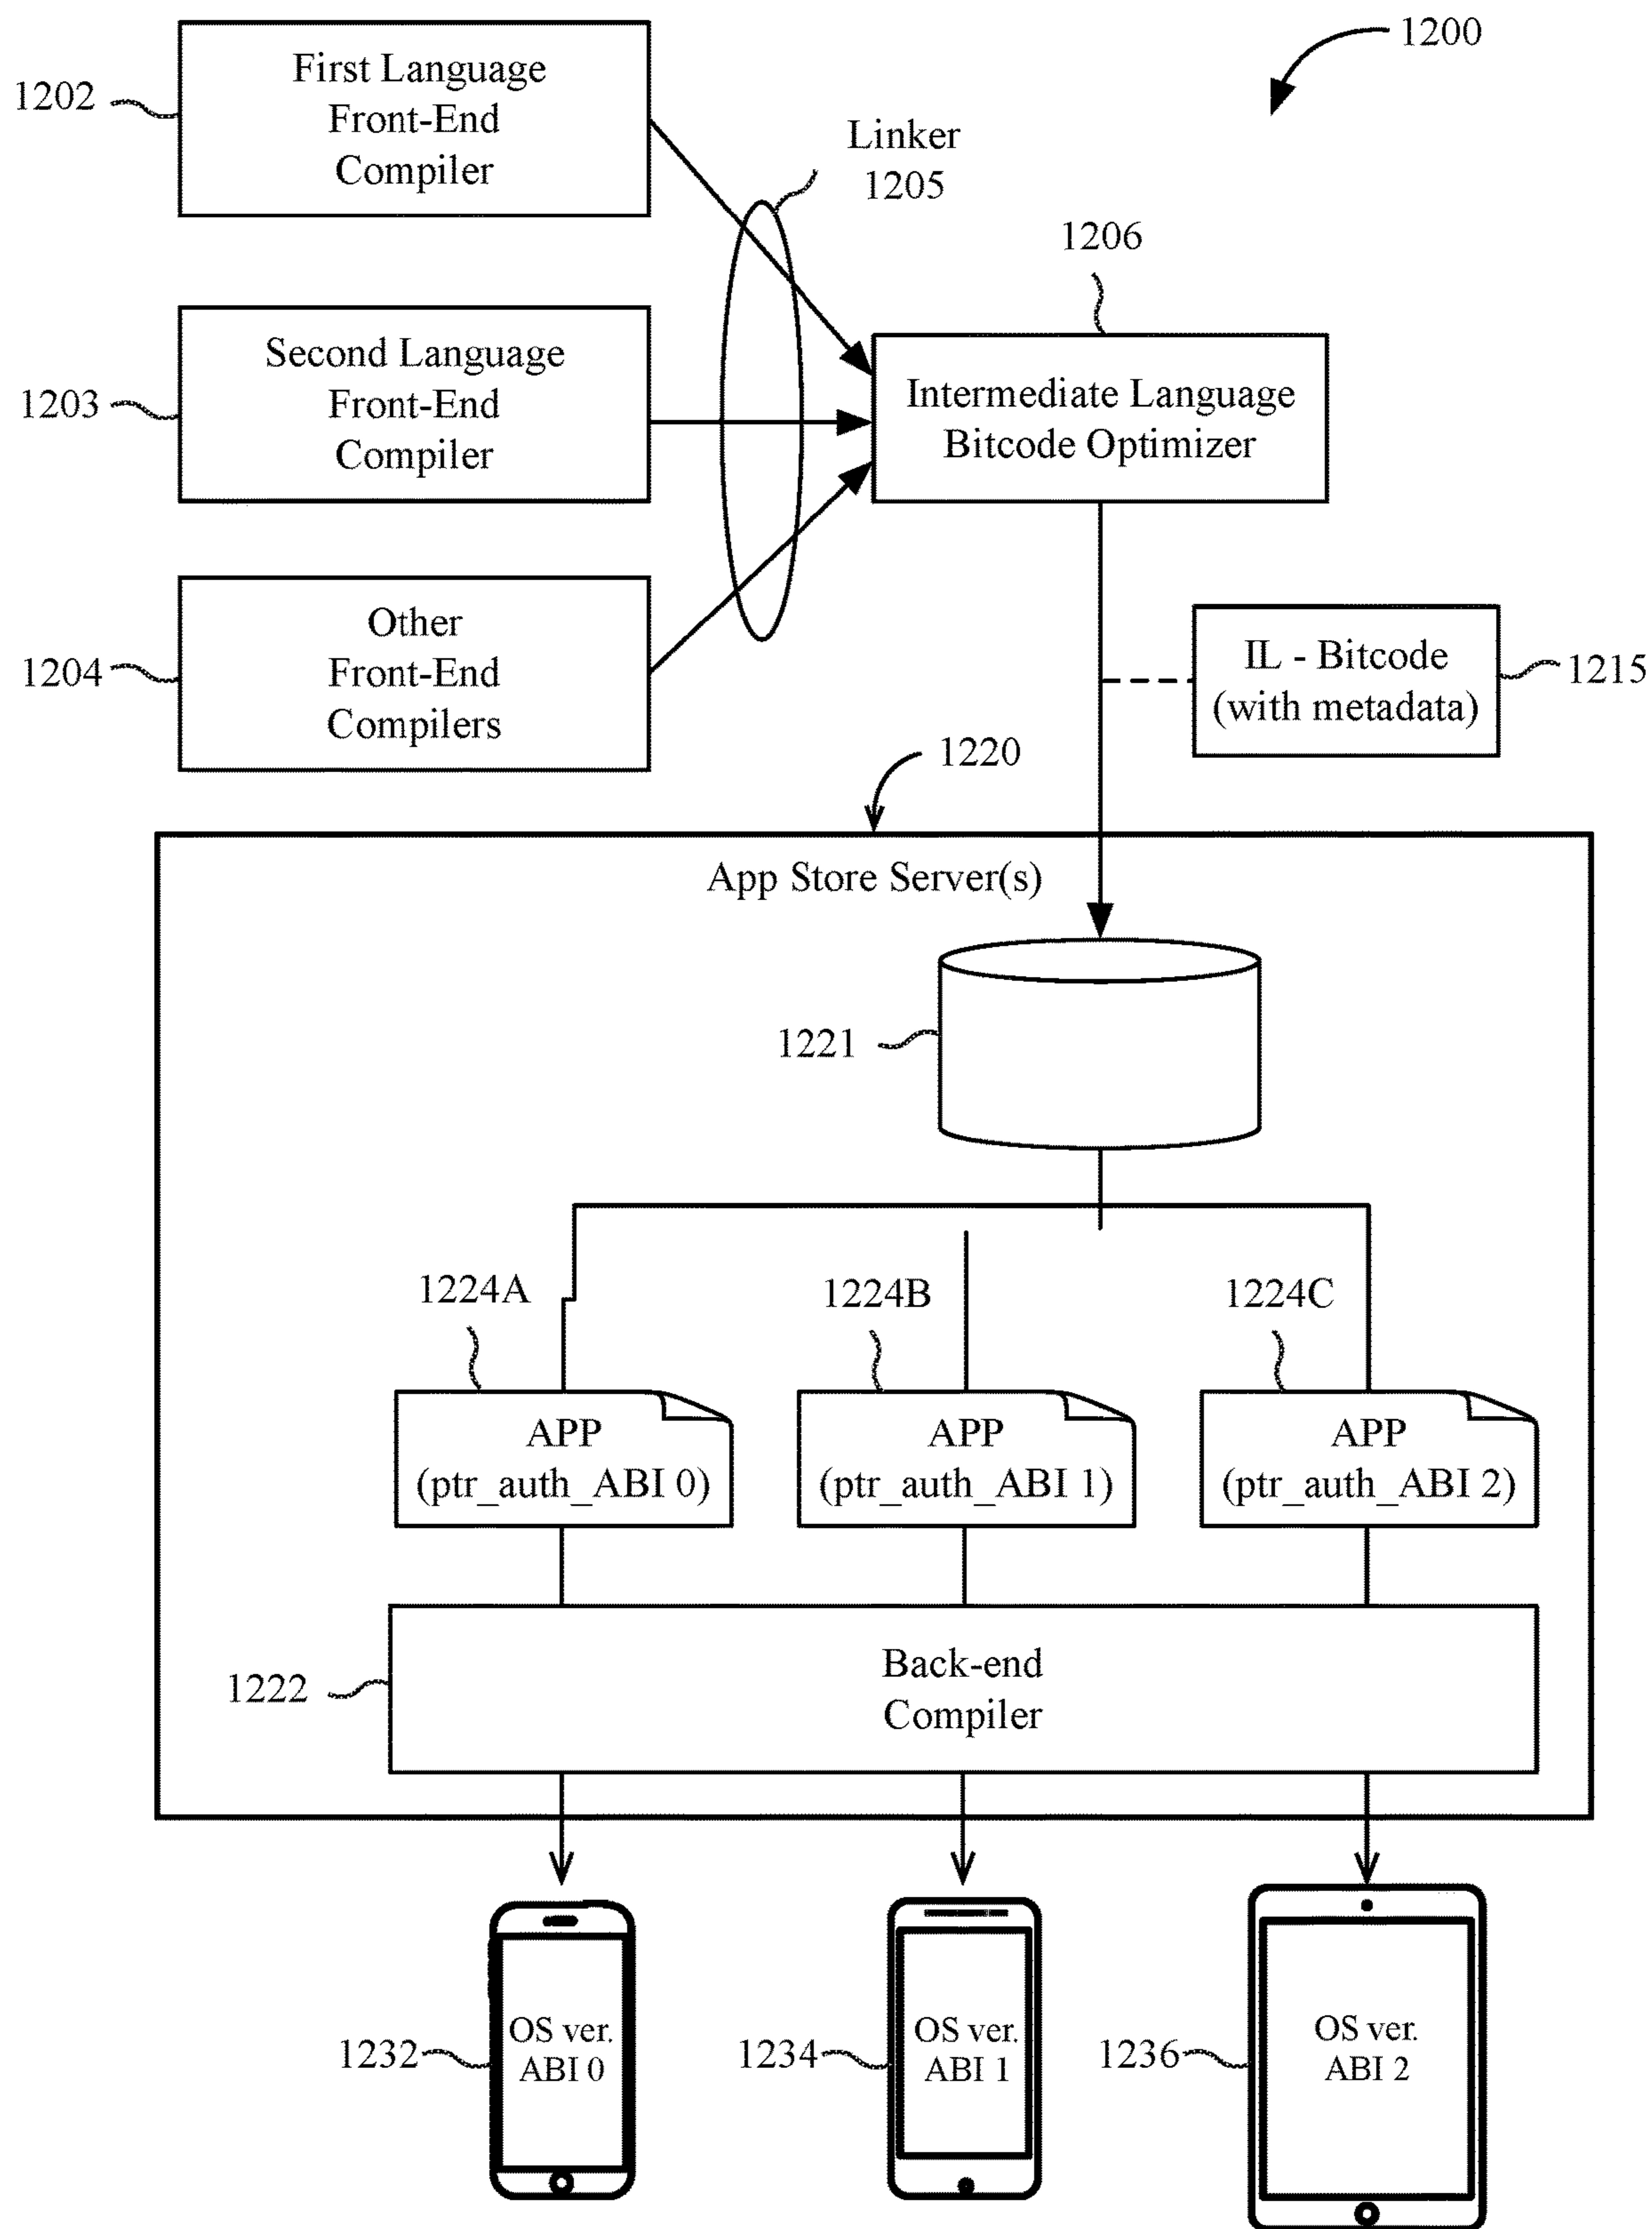 1200
1202
First Language
Front-End
Compiler
Linker
1205
1206
1203
Second Language
Front-End
Compiler
Intermediate Language
Bitcode Optimizer
1204
Other
Front-End
Compilers
IL - Bitcode
(with metadata)
1215
1220
App Store Server(s)
1221
1224A
1224B
1224C
APP
(ptr_auth_ABI 0)
APP
(ptr_auth_ABI 1)
APP
(ptr_auth_ABI 2)
1222
Back-end
Compiler
1232
OS ver.
ABI 0
1234
OS ver.
ABI 1
1236
OS ver.
ABI 2